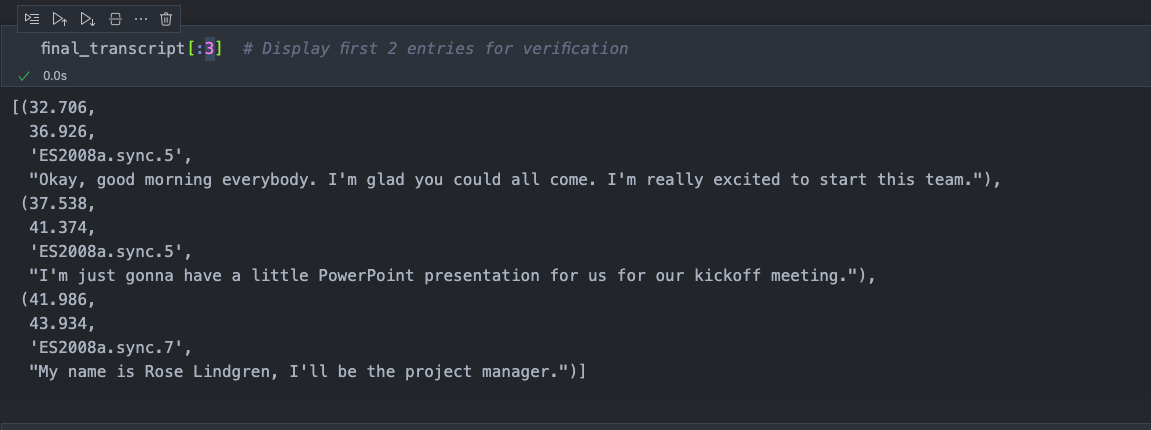 final_transcript[:3]  # Display first 2 entries for verification
0.0s
[(32.706,
  36.926,
  'ES2008a.sync.5',
  "Okay, good morning everybody. I'm glad you could all come. I'm really excited to start this team."),
 (37.538,
  41.374,
  'ES2008a.sync.5',
  "I'm just gonna have a little PowerPoint presentation for us for our kickoff meeting."),
 (41.986,
  43.934,
  'ES2008a.sync.7',
  "My name is Rose Lindgren, I'll be the project manager.")]